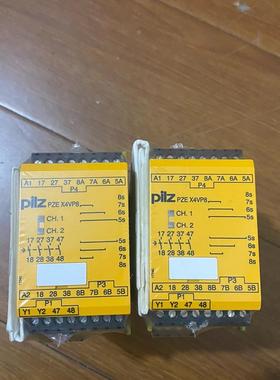 A1 17 27 37 8A 7A 6A 5A
P4
pilz
PZE X4VP8
8s
7s
6s
5s
CH. 1
CH. 2
17 27 37 47
5s
6s
7s
8s
18 28 38 48
P3
A2 18 28 38 8B 7B 6B 5B
P1
Y1 Y2 47 48
A1 17 27 37 8A 7A 6A 5A
P4
pilz
PZE X4VP8
8s
7s
6s
5s
CH. 1
CH. 2
17 27 37 47
5s
6s
7s
8s
18 28 38 48
P3
A2 18 28 38 8B 7B 6B 5B
P1
Y1 Y2 47 48